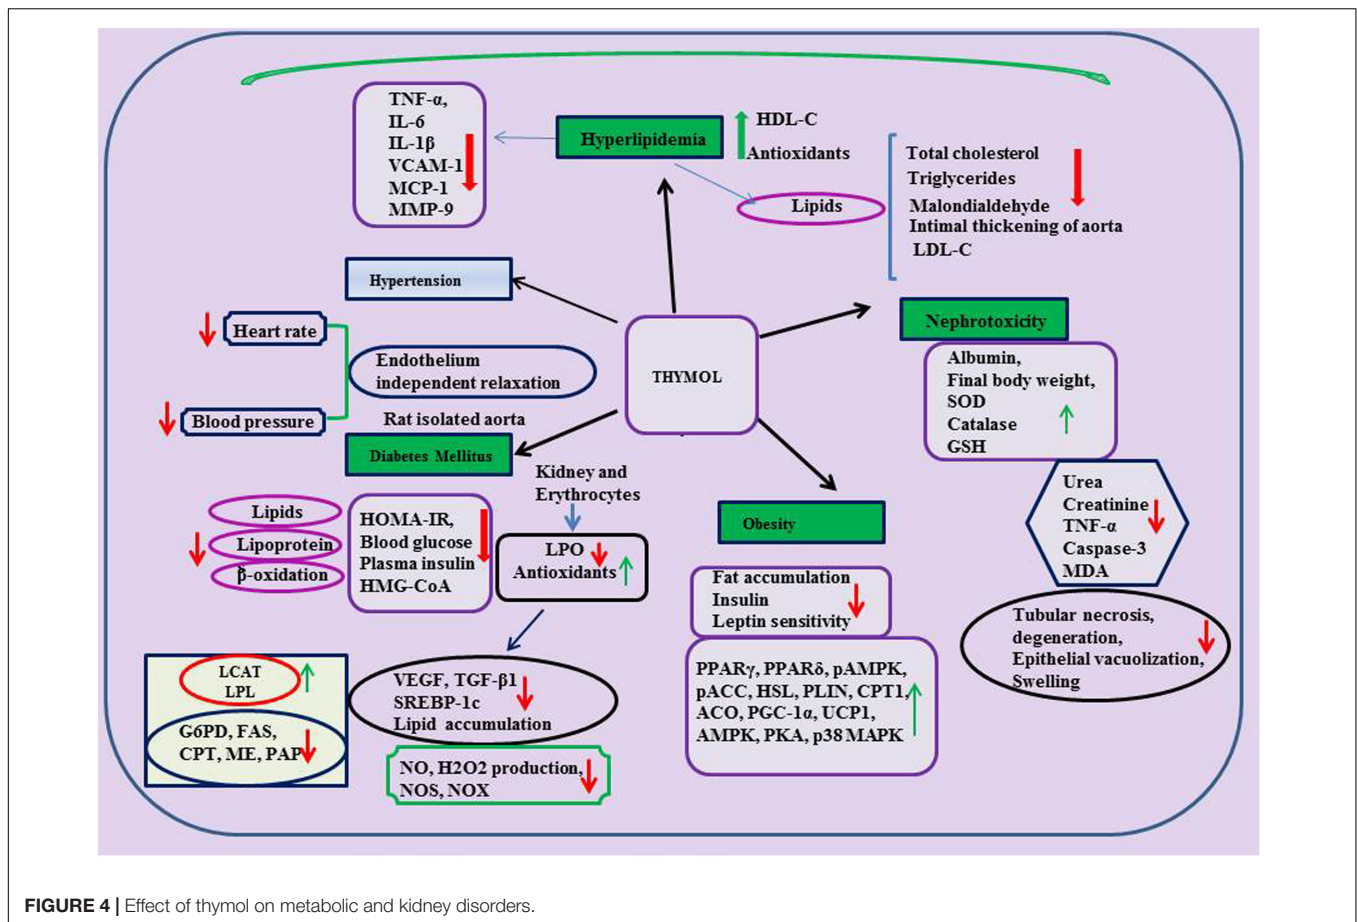 TNF-α,
IL-6
IL-1β
VCAM-1
MCP-1
MMP-9
Hyperlipidemia
HDL-C
Antioxidants
Lipids
Total cholesterol
Triglycerides
Malondialdehyde
Intimal thickening of aorta
LDL-C
Hypertension
Heart rate
Blood pressure
Endothelium
independent relaxation
Rat isolated aorta
THYMOL
Nephrotoxicity
Albumin,
Final body weight,
SOD
Catalase
GSH
Urea
Creatinine
TNF-α
Caspase-3
MDA
Tubular necrosis,
degeneration,
Epithelial vacuolization,
Swelling
Diabetes Mellitus
Kidney and
Erythrocytes
Lipids
Lipoprotein
β-oxidation
HOMA-IR,
Blood glucose
Plasma insulin
HMG-CoA
LPO
Antioxidants
LCAT
LPL
G6PD, FAS,
CPT, ME, PAP
VEGF, TGF-β1
SREBP-1c
Lipid accumulation
NO, H2O2 production,
NOS, NOX
Obesity
Fat accumulation
Insulin
Leptin sensitivity
PPARγ, PPARδ, pAMPK,
pACC, HSL, PLIN, CPT1,
ACO, PGC-1α, UCP1,
AMPK, PKA, p38 MAPK
FIGURE 4 | Effect of thymol on metabolic and kidney disorders.